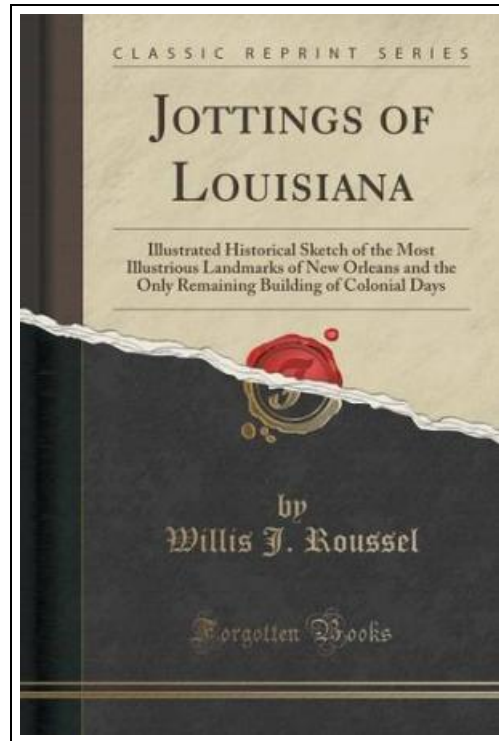 CLASSIC REPRINT SERIES
JOTTINGS OF
LOUISIANA
Illustrated Historical Sketch of the Most
Illustrious Landmarks of New Orleans and the
Only Remaining Building of Colonial Days
by
Willis J. Roussel
Forgotten Books